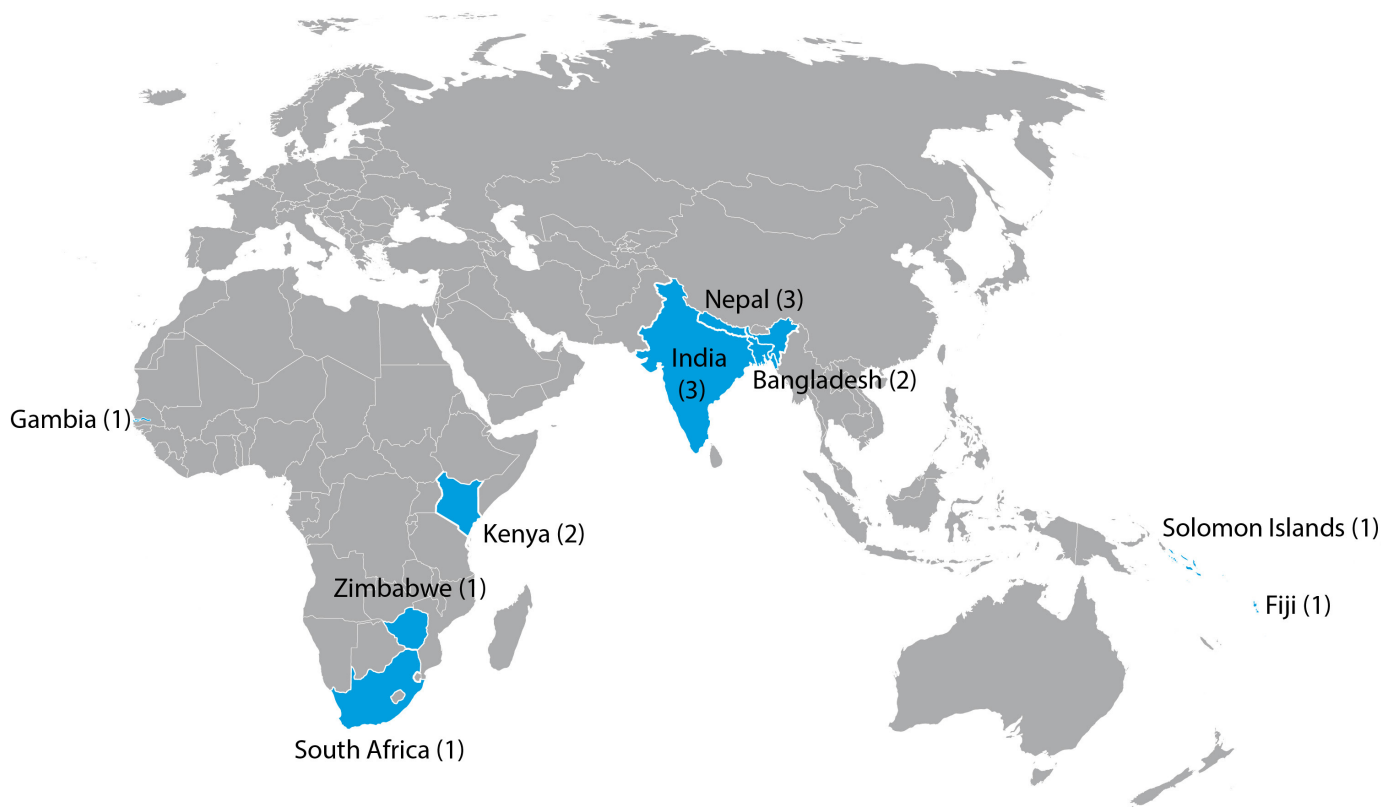 Nepal (3)
India
(3)
Bangladesh (2)
Gambia (1)
Kenya (2)
Solomon Islands (1)
Zimbabwe (1)
Fiji (1)
South Africa (1)